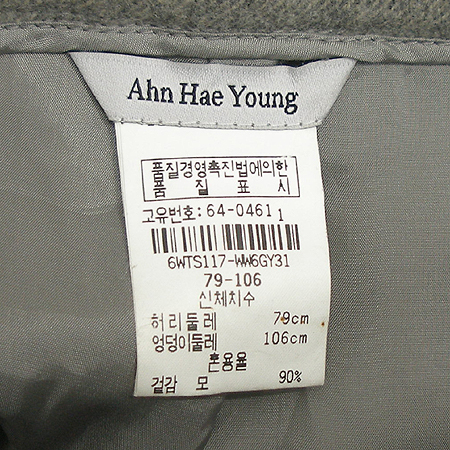 Ahn Hae Young
품질경영촉진법에의한
품 질 표 시
고유번호: 64-0461 1
6WTS117-WW6GY31
79-106
신체치수
허리둘레 79cm
엉덩이둘레 106cm
혼용율
겉감 모 90%